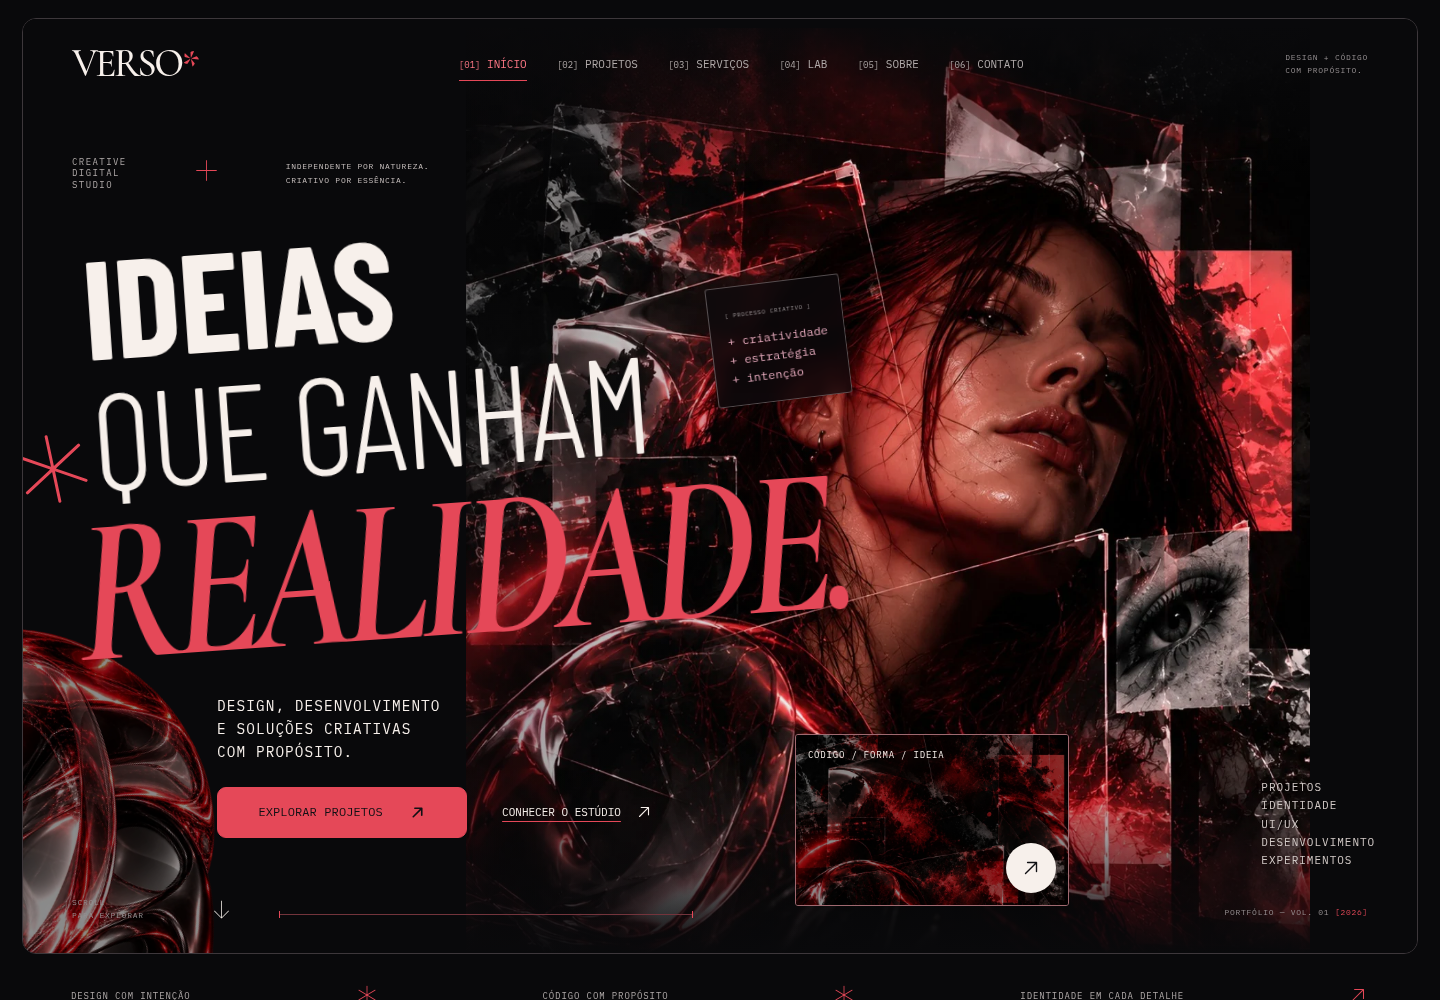 VERSO*
[01] INÍCIO
[02] PROJETOS
[03] SERVIÇOS
[04] LAB
[05] SOBRE
[06] CONTATO
DESIGN + CÓDIGO
COM PROPÓSITO.
CREATIVE
DIGITAL
STUDIO
INDEPENDENTE POR NATUREZA.
CRIATIVO POR ESSÊNCIA.
IDEIAS
QUE GANHAM
REALIDADE.
[ PROCESSO CRIATIVO ]
+ criatividade
+ estratégia
+ intenção
DESIGN, DESENVOLVIMENTO
E SOLUÇÕES CRIATIVAS
COM PROPÓSITO.
EXPLORAR PROJETOS
CONHECER O ESTÚDIO
CÓDIGO / FORMA / IDEIA
PROJETOS
IDENTIDADE
UI/UX
DESENVOLVIMENTO
EXPERIMENTOS
SCROLL
PARA EXPLORAR
PORTFÓLIO — VOL. 01 [2026]
DESIGN COM INTENÇÃO
CÓDIGO COM PROPÓSITO
IDENTIDADE EM CADA DETALHE